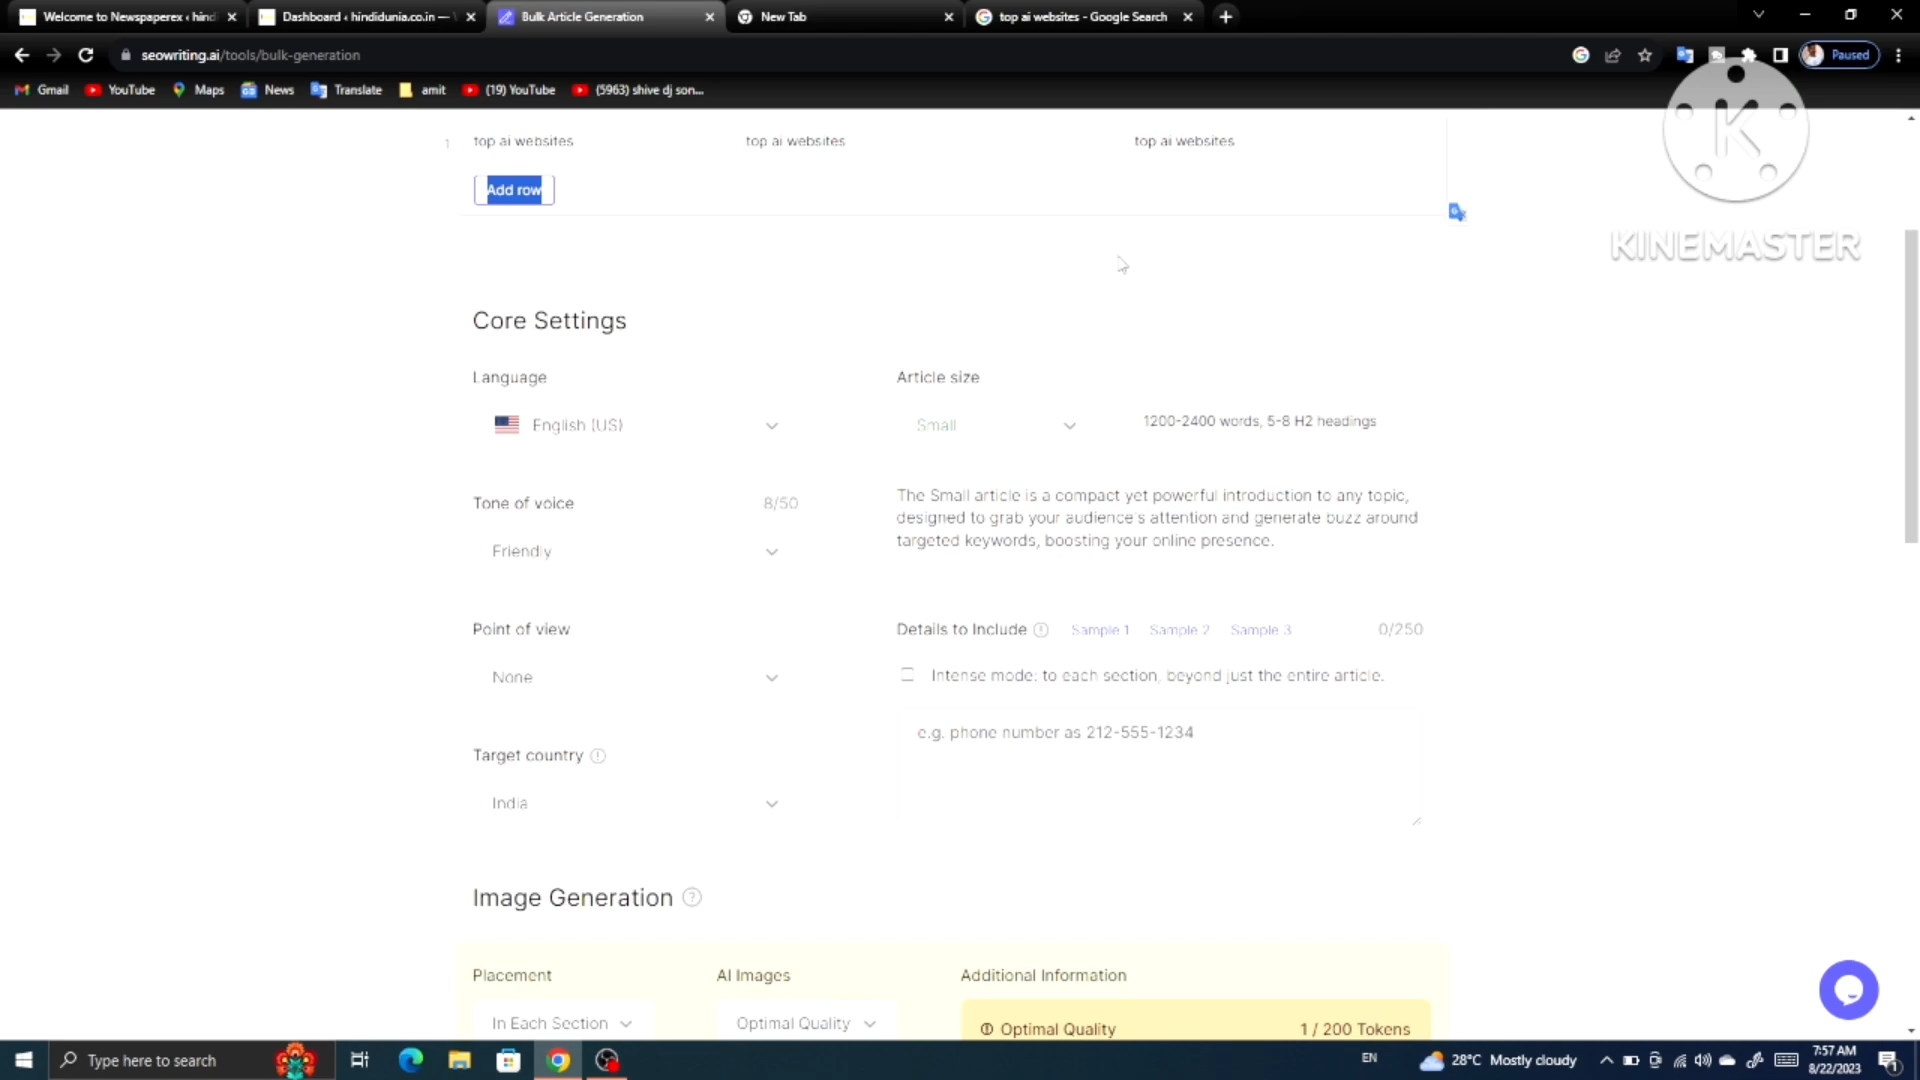 Welcome to Newspaperex ‹ hind
Dashboard ‹ hindidunia.co.in —
Bulk Article Generation
New Tab
top ai websites - Google Search
seowriting.ai/tools/bulk-generation
Paused
Gmail
YouTube
Maps
News
Translate
amit
(19) YouTube
(5963) shive dj son...
KINEMASTER
1 top ai websites top ai websites top ai websites
Add row
Core Settings
Language
Article size
English (US)
Small
1200-2400 words, 5-8 H2 headings
Tone of voice 8/50
Friendly
The Small article is a compact yet powerful introduction to any topic,
designed to grab your audience's attention and generate buzz around
targeted keywords, boosting your online presence.
Point of view
None
Details to Include Sample 1 Sample 2 Sample 3 0/250
Intense mode: to each section, beyond just the entire article.
e.g. phone number as 212-555-1234
Target country
India
Image Generation
Placement
AI Images
Additional Information
In Each Section
Optimal Quality
Optimal Quality 1 / 200 Tokens
Type here to search
EN
28°C Mostly cloudy
7:57 AM
8/22/2023
1